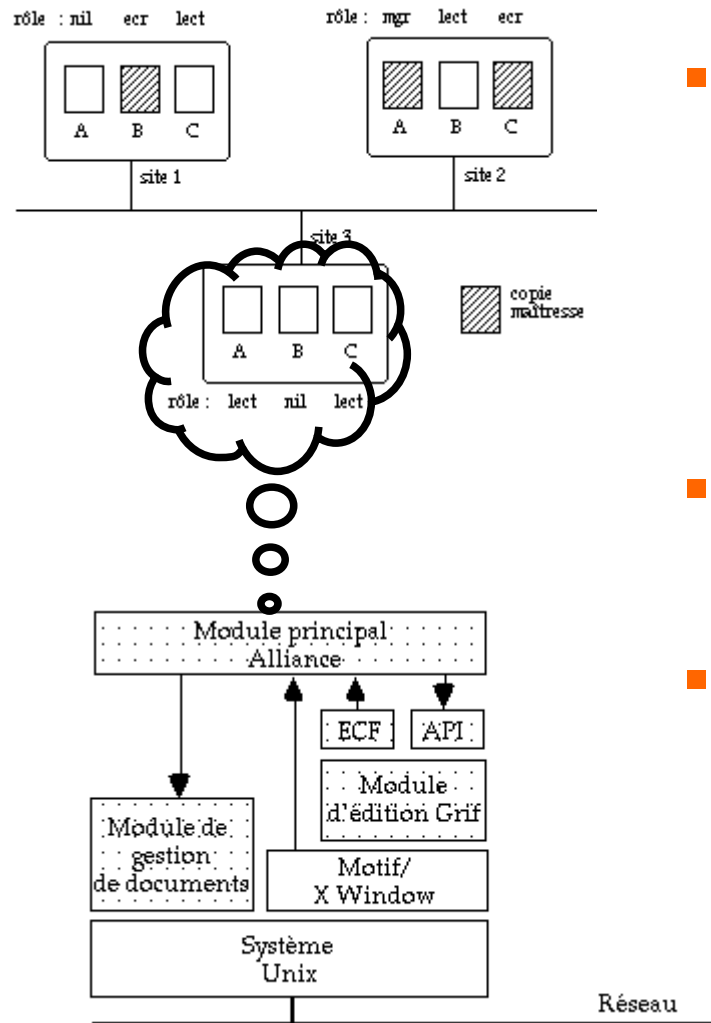 rôle : nil ecr lect
rôle : mgr lect ecr
A B C
A B C
site 1
site 2
site 3
copie
maîtresse
A B C
rôle : lect nil lect
Module principal
Alliance
ECF API
Module
d'édition Grif
Module de
gestion
de documents
Motif/
X Window
Système
Unix
Réseau